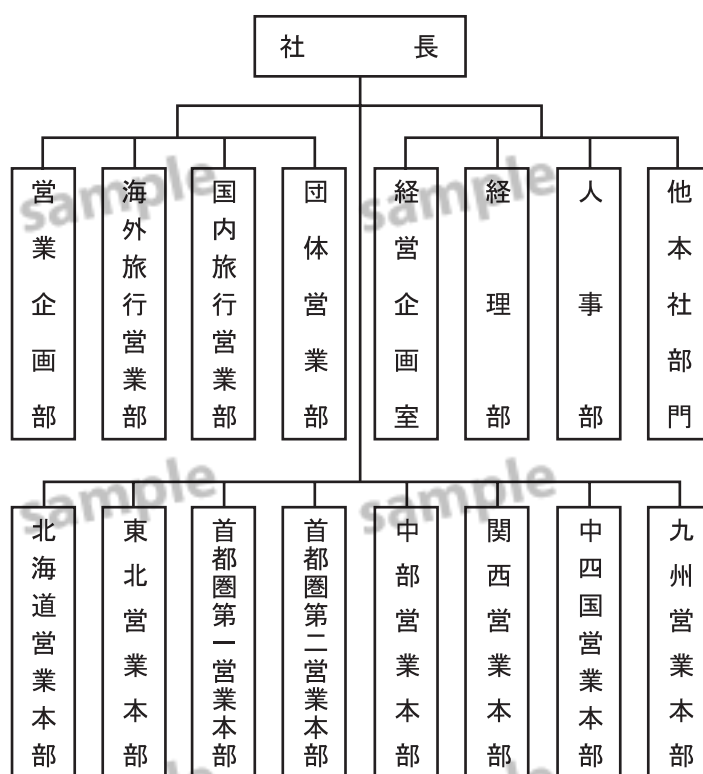 社長
営業企画部
海外旅行営業部
国内旅行営業部
団体営業部
経営企画室
経理部
人事部
他本社部門
北海道営業本部
東北営業本部
首都圏第一営業本部
首都圏第二営業本部
中部営業本部
関西営業本部
中四国営業本部
九州営業本部
sample
sample
sample
sample